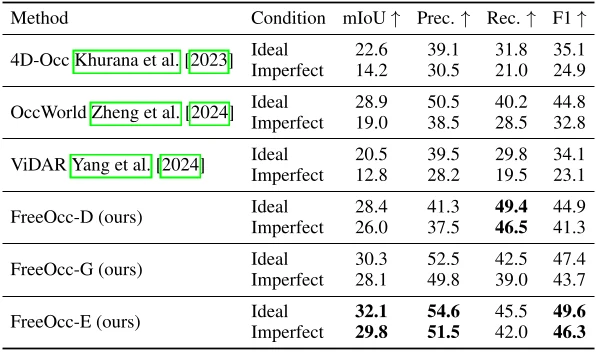 Method Condition mIoU ↑ Prec. ↑ Rec. ↑ F1 ↑
4D-Occ Khurana et al. [2023] Ideal 22.6 39.1 31.8 35.1
Imperfect 14.2 30.5 21.0 24.9
OccWorld Zheng et al. [2024] Ideal 28.9 50.5 40.2 44.8
Imperfect 19.0 38.5 28.5 32.8
ViDAR Yang et al. [2024] Ideal 20.5 39.5 29.8 34.1
Imperfect 12.8 28.2 19.5 23.1
FreeOcc-D (ours) Ideal 28.4 41.3 49.4 44.9
Imperfect 26.0 37.5 46.5 41.3
FreeOcc-G (ours) Ideal 30.3 52.5 42.5 47.4
Imperfect 28.1 49.8 39.0 43.7
FreeOcc-E (ours) Ideal 32.1 54.6 45.5 49.6
Imperfect 29.8 51.5 42.0 46.3